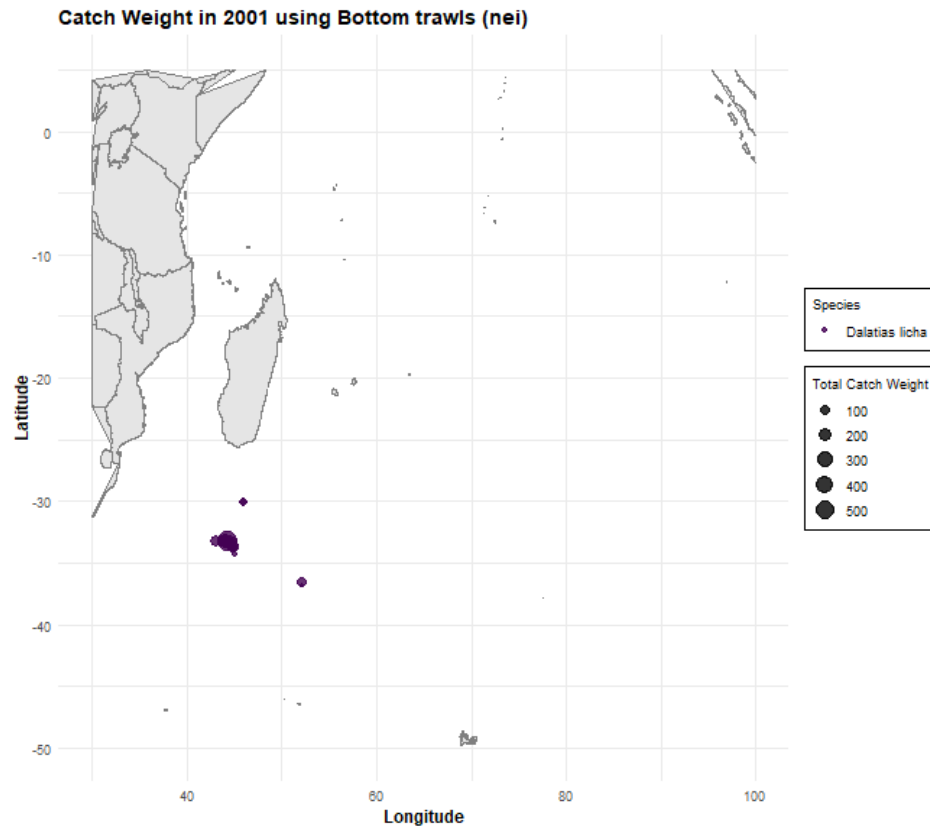 Catch Weight in 2001 using Bottom trawls (nei)
0
-10
-20
-30
-40
-50
Latitude
40
60
80
100
Longitude
Species
Dalatias licha
Total Catch Weight
100
200
300
400
500